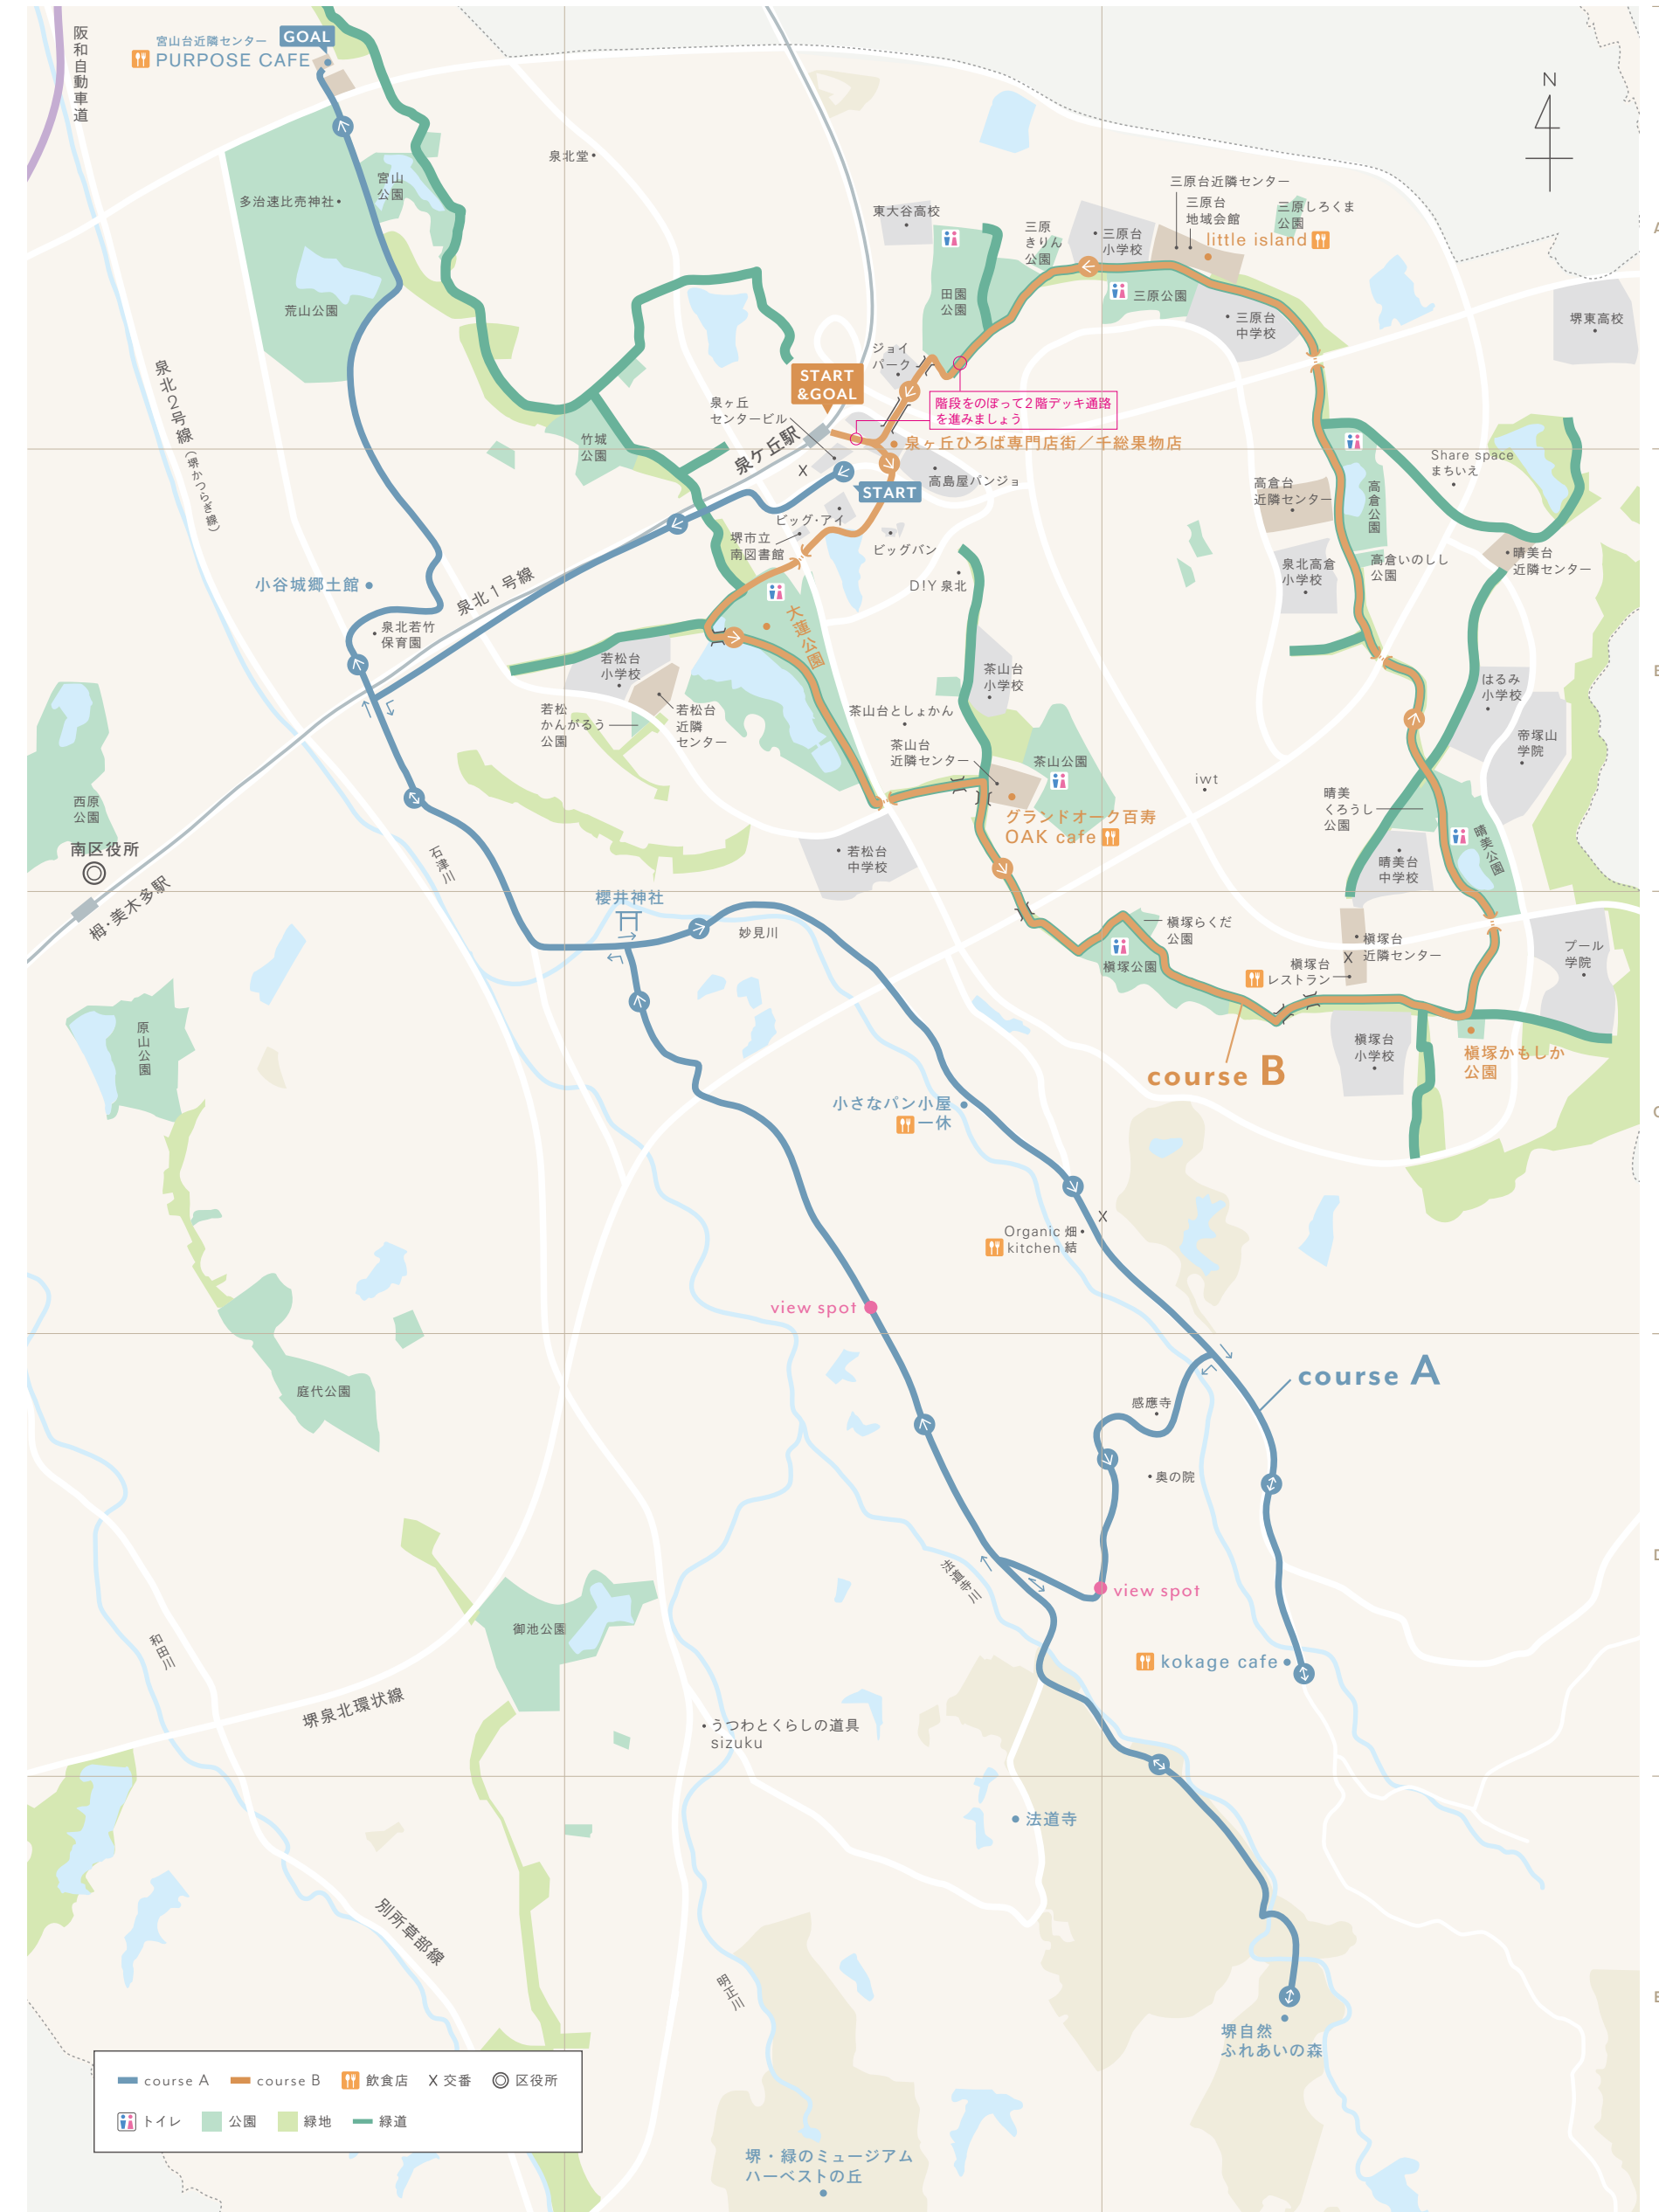 阪和自動車道
宮山台近隣センター
GOAL
PURPOSE CAFE
N
泉北堂
宮山
公園
多治速比売神社
荒山公園
三原台近隣センター
三原台
地域会館
三原しろくま
公園
little island
東大谷高校
三原
きりん
公園
三原台
小学校
田園
公園
三原公園
三原台
中学校
堺東高校
A
泉北2号線(堺かつらぎ線)
ジョイ
パーク
START
&GOAL
階段をのぼって2階デッキ通路
を進みましょう
泉ヶ丘
センタービル
泉ケ丘駅
泉ヶ丘ひろば専門店街/千総果物店
竹城
公園
X
START
高島屋パンジョ
Share space
まちいえ
高倉台
近隣センター
高倉公園
ビッグ・アイ
堺市立
南図書館
ビッグバン
D!Y 泉北
泉北高倉
小学校
高倉いのしし
公園
晴美台
近隣センター
小谷城郷土館
泉北1号線
泉北若竹
保育園
大蓮公園
若松台
小学校
若松
かんがるう
公園
若松台
近隣
センター
茶山台
小学校
茶山台としょかん
茶山台
近隣センター
茶山公園
はるみ
小学校
帝塚山
学院
iwt
晴美
くろうし
公園
グランドオーク百寿
OAK cafe
晴美公園
晴美台
中学校
西原
公園
南区役所
栂・美木多駅
石津川
若松台
中学校
櫻井神社
妙見川
槇塚らくだ
公園
槇塚公園
槇塚台
近隣センター
X
槇塚台
レストラン
プール
学院
原山公園
槇塚台
小学校
槇塚かもしか
公園
course B
C
小さなパン小屋
一休
X
Organic 畑
kitchen 結
view spot
course A
庭代公園
感應寺
奥の院
法道寺川
view spot
御池公園
和田川
kokage cafe
堺泉北環状線
うつわとくらしの道具
sizuku
法道寺
別所草部線
明正川
堺自然
ふれあいの森
course A
course B
飲食店
X 交番
区役所
トイレ
公園
緑地
緑道
堺・緑のミュージアム
ハーベストの丘